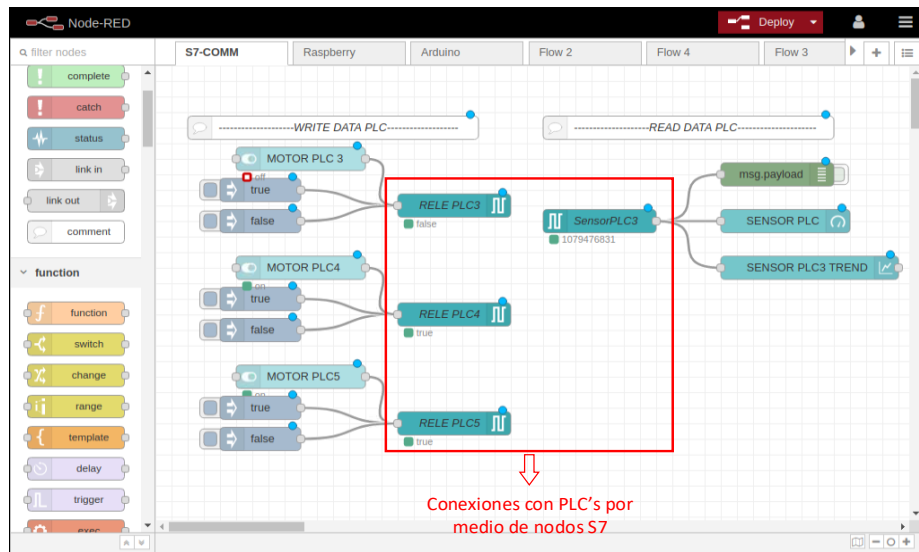 Node-RED
Deploy
filter nodes
S7-COMM
Raspberry
Arduino
Flow 2
Flow 4
Flow 3
complete
catch
status
link in
link out
comment
function
function
switch
change
range
template
delay
trigger
exec
--------------------WRITE DATA PLC-------------------
MOTOR PLC 3
off
true
false
RELE PLC3
false
MOTOR PLC4
on
true
false
RELE PLC4
true
MOTOR PLC5
on
true
false
RELE PLC5
true
--------------------READ DATA PLC---------------------
SensorPLC3
1079476831
msg.payload
SENSOR PLC
SENSOR PLC3 TREND
Conexiones con PLC's por
medio de nodos S7